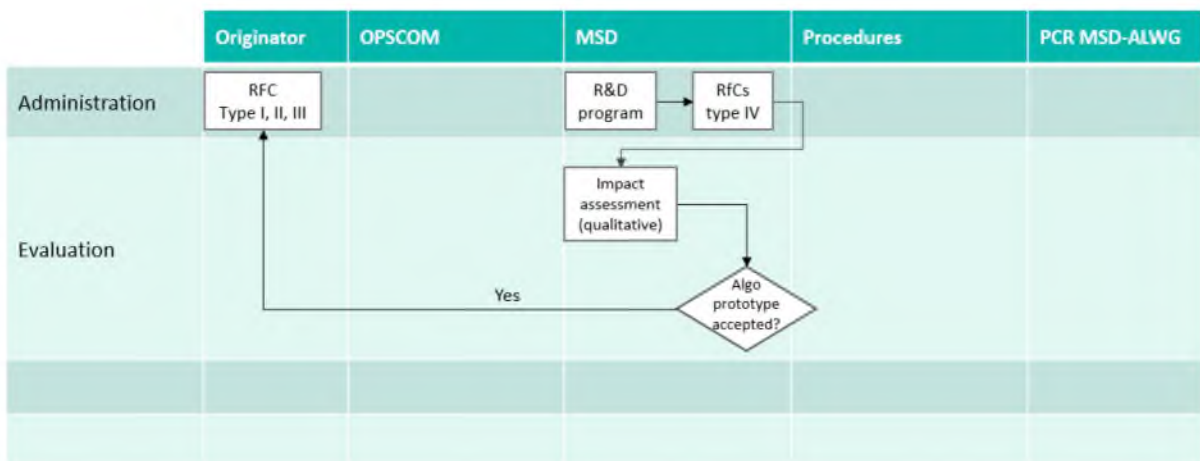 Originator
OPSCOM
MSD
Procedures
PCR MSD-ALWG
Administration
RFC
Type I, II, III
R&D
program
RfCs
type IV
Evaluation
Impact
assessment
(qualitative)
Yes
Algo
prototype
accepted?